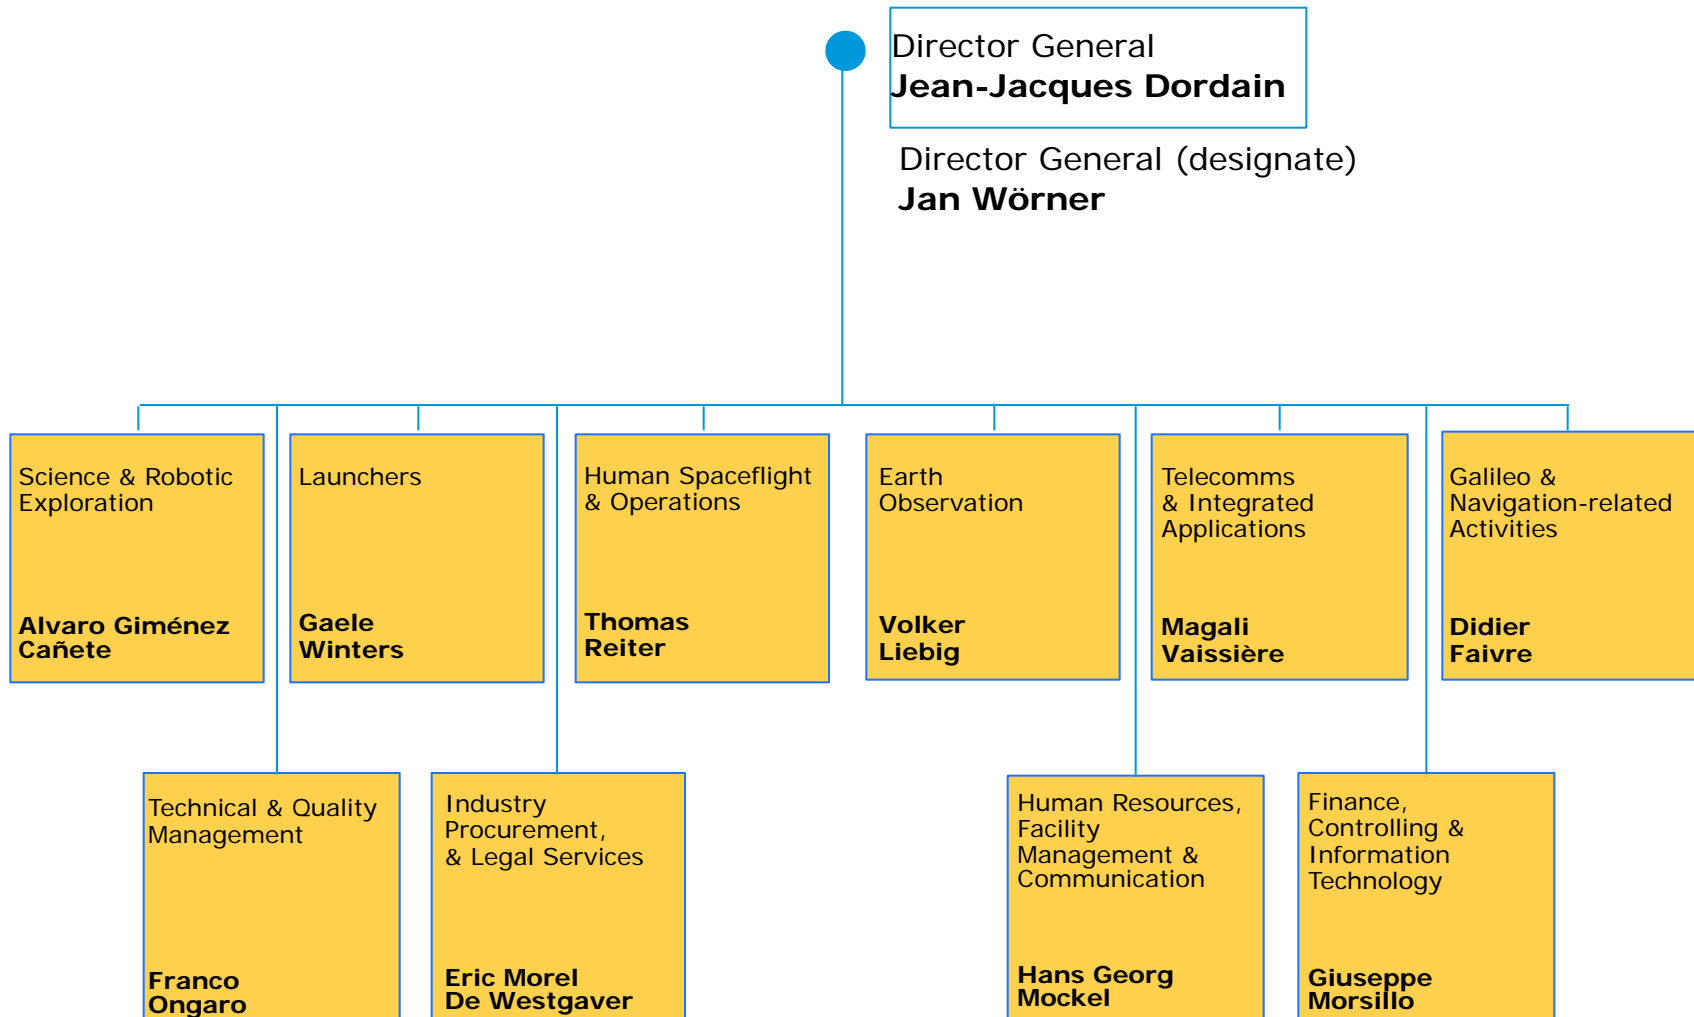 Director General
Jean-Jacques Dordain
Director General (designate)
Jan Wörner
Science & Robotic
Exploration
Alvaro Giménez
Cañete
Launchers
Gaele
Winters
Human Spaceflight
& Operations
Thomas
Reiter
Earth
Observation
Volker
Liebig
Telecomms
& Integrated
Applications
Magali
Vaissière
Galileo &
Navigation-related
Activities
Didier
Faivre
Technical & Quality
Management
Franco
Ongaro
Industry
Procurement,
& Legal Services
Eric Morel
De Westgaver
Human Resources,
Facility
Management &
Communication
Hans Georg
Mockel
Finance,
Controlling &
Information
Technology
Giuseppe
Morsillo